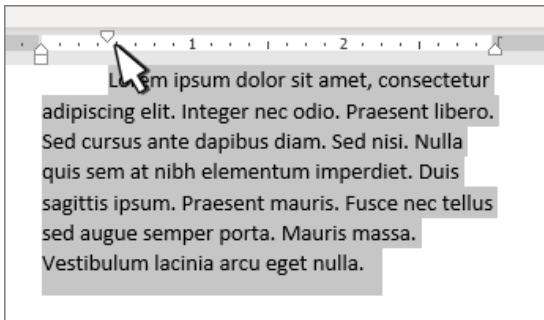 1 2
Lorem ipsum dolor sit amet, consectetur
adipiscing elit. Integer nec odio. Praesent libero.
Sed cursus ante dapibus diam. Sed nisi. Nulla
quis sem at nibh elementum imperdiet. Duis
sagittis ipsum. Praesent mauris. Fusce nec tellus
sed augue semper porta. Mauris massa.
Vestibulum lacinia arcu eget nulla.